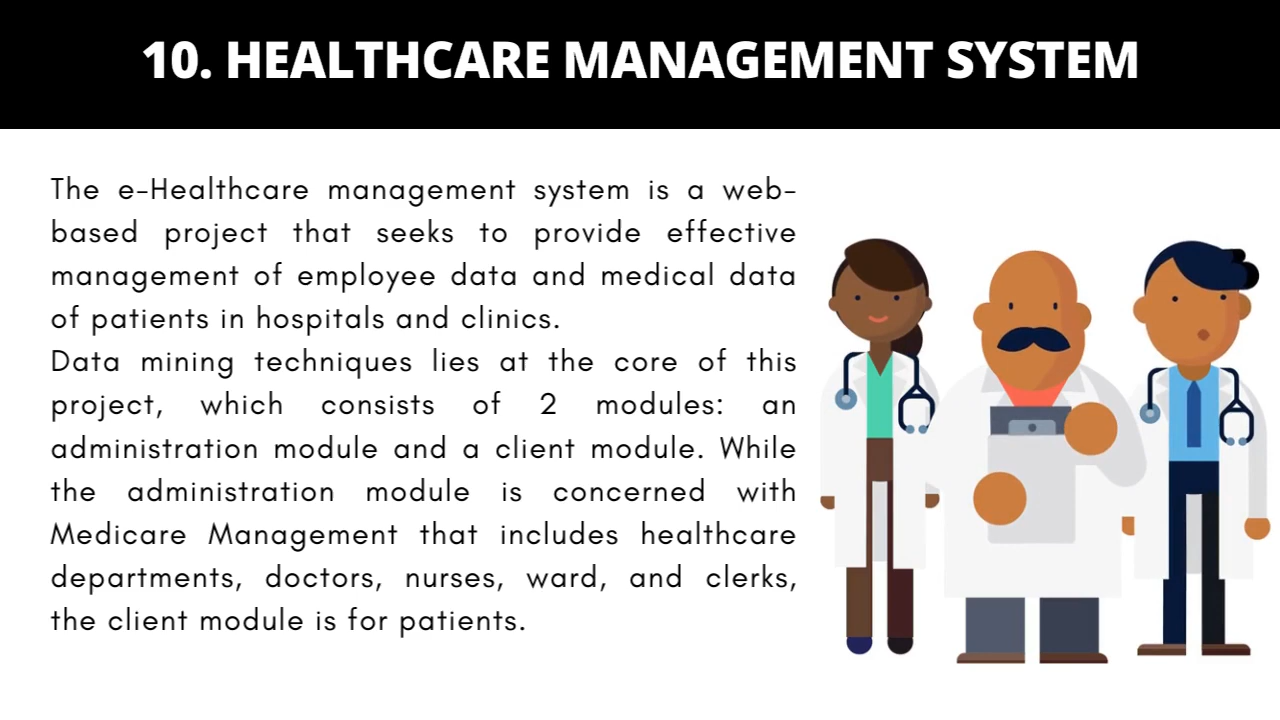 10. HEALTHCARE MANAGEMENT SYSTEM
The e-Healthcare management system is a web-
based project that seeks to provide effective
management of employee data and medical data
of patients in hospitals and clinics.
Data mining techniques lies at the core of this
project, which consists of 2 modules: an
administration module and a client module. While
the administration module is concerned with
Medicare Management that includes healthcare
departments, doctors, nurses, ward, and clerks,
the client module is for patients.